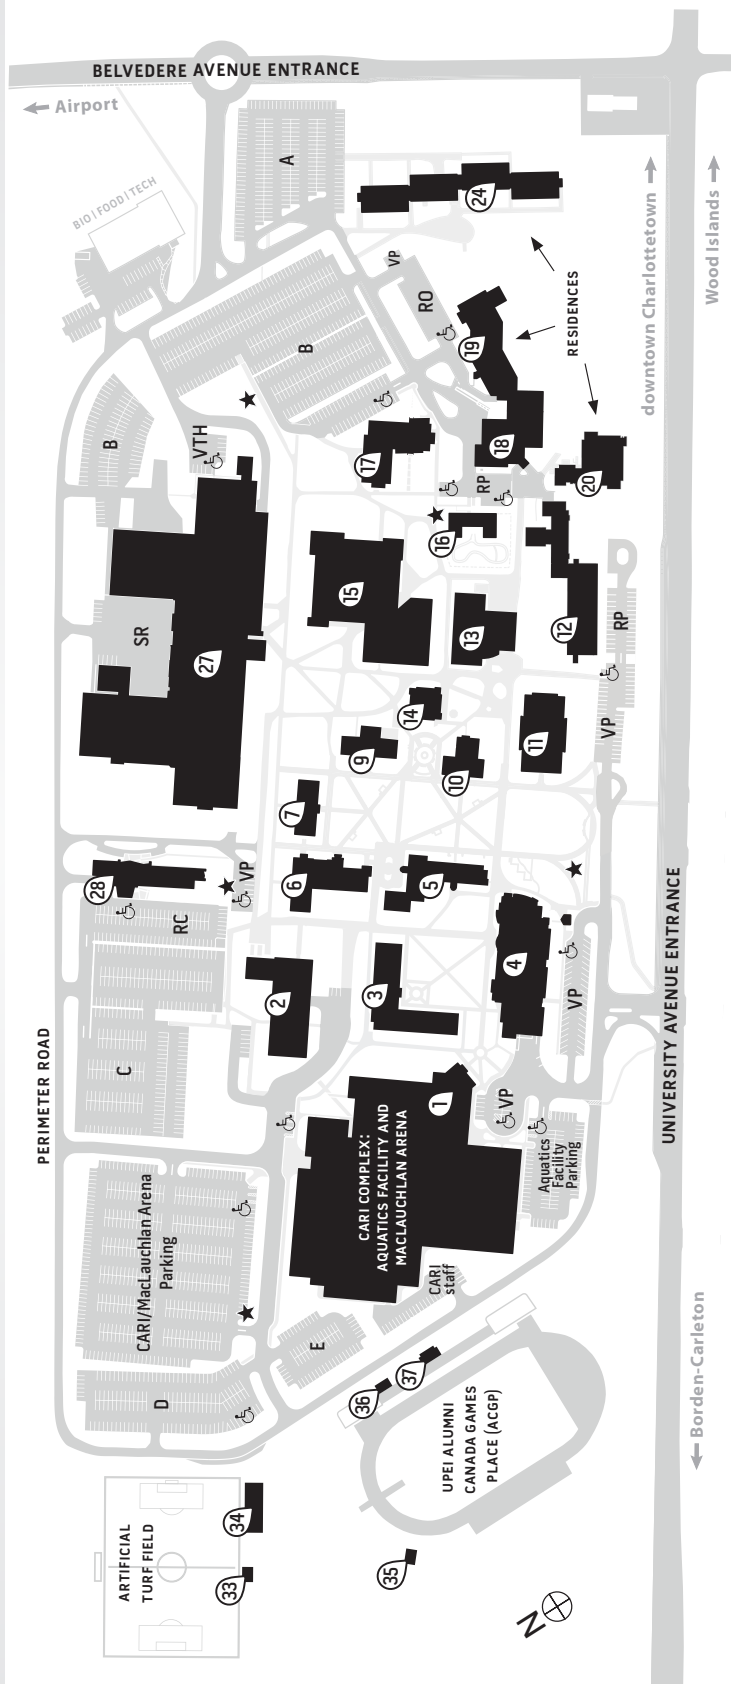 BELVEDERE AVENUE ENTRANCE
Airport
A
24
BIO | FOOD | TECH
VP
RO
RESIDENCES
downtown Charlottetown
Wood Islands
19
B
B
VTH
17
18
RP
20
16
15
13
12
RP
SR
27
14
11
VP
9
10
7
28
VP
6
5
RC
4
VP
2
3
C
PERIMETER ROAD
UNIVERSITY AVENUE ENTRANCE
1
VP
CARI COMPLEX:
AQUATICS FACILITY AND
MACLAUCHLAN ARENA
Aquatics
Facility
Parking
CARI/MacLauchlan Arena
Parking
CARI
staff
E
D
36
37
UPEI ALUMNI
CANADA GAMES
PLACE (ACGP)
Borden-Carleton
ARTIFICIAL
TURF FIELD
34
33
35
N